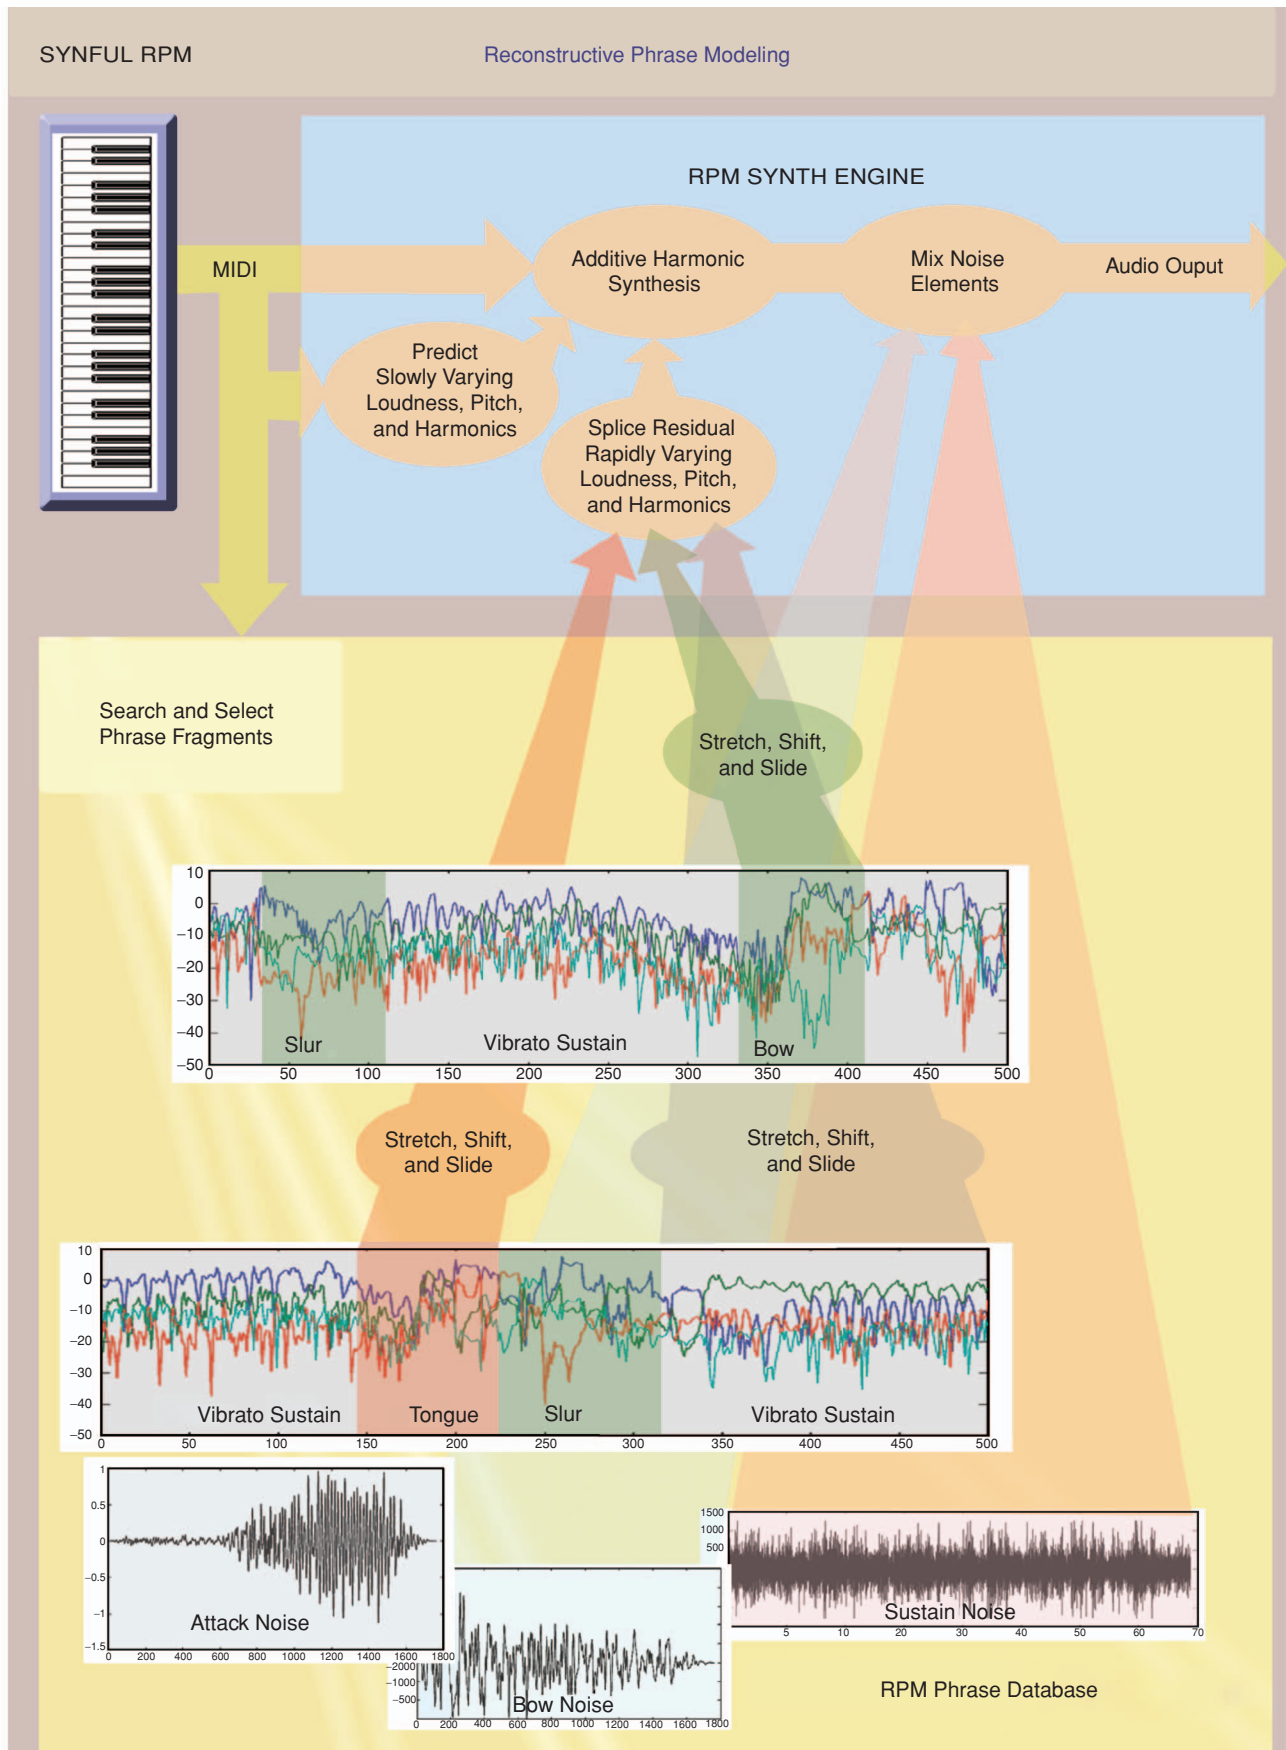 SYNFUL RPM
Reconstructive Phrase Modeling
RPM SYNTH ENGINE
MIDI
Additive Harmonic
Synthesis
Mix Noise
Elements
Audio Ouput
Predict
Slowly Varying
Loudness, Pitch,
and Harmonics
Splice Residual
Rapidly Varying
Loudness, Pitch,
and Harmonics
Search and Select
Phrase Fragments
Stretch, Shift,
and Slide
10
0
−10
−20
−30
−40
−50
Slur
Vibrato Sustain
Bow
0 50 100 150 200 250 300 350 400 450 500
Stretch, Shift,
and Slide
Stretch, Shift,
and Slide
10
0
−10
−20
−30
−40
−50
Vibrato Sustain
Tongue
Slur
Vibrato Sustain
0 50 100 150 200 250 300 350 400 450 500
1
0.5
0
−0.5
−1
−1.5
Attack Noise
0 200 400 600 800 1000 1200 1400 1600 1800
−2000
−1000
−500
Bow Noise
0 200 400 600 800 1000 1200 1400 1600 1800
1500
1000
500
Sustain Noise
5 10 20 30 40 50 60 70
RPM Phrase Database